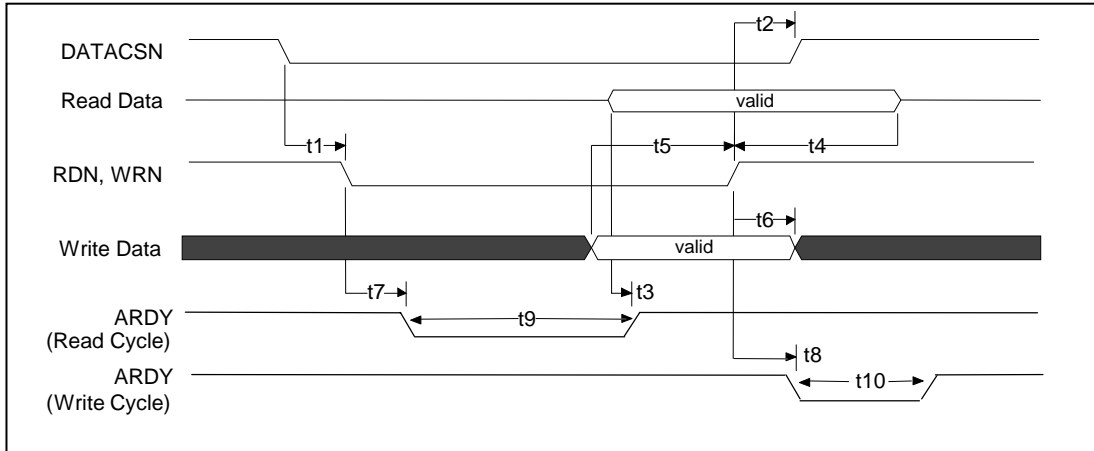 t2
DATACSN
Read Data
valid
t1
t5
t4
RDN, WRN
t6
Write Data
valid
t7
t3
ARDY
(Read Cycle)
t9
t8
ARDY
(Write Cycle)
t10